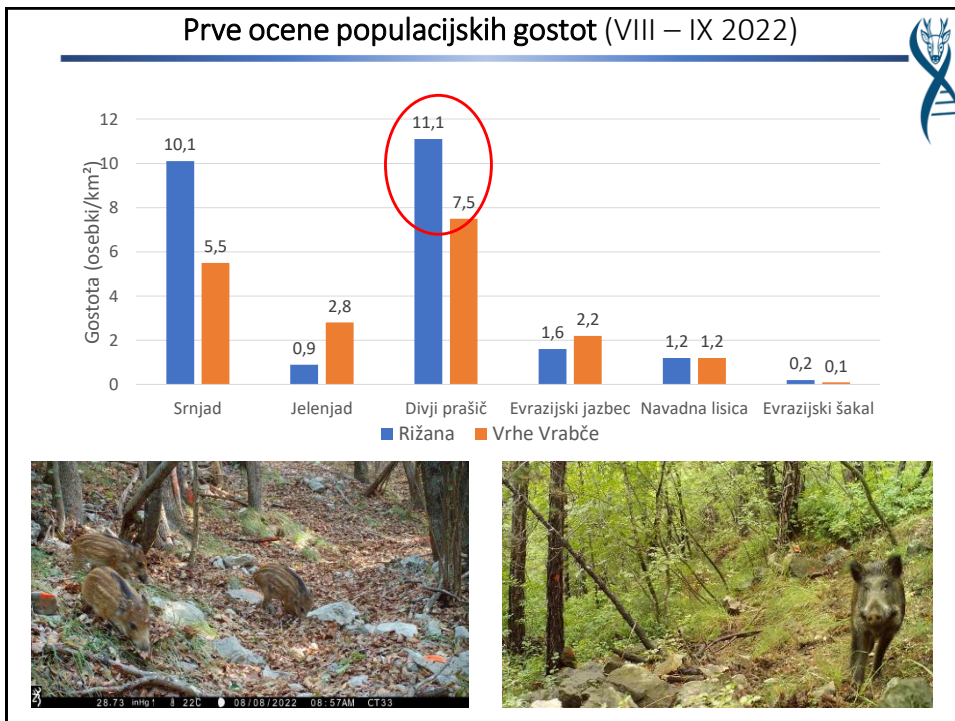 Prve ocene populacijskih gostot (VIII – IX 2022)
Gostota (osebki/km²)
12
10
8
6
4
2
0
10,1
5,5
0,9
2,8
11,1
7,5
1,6
2,2
1,2
1,2
0,2
0,1
Srnjad
Jelenjad
Divji prašič
Evrazijski jazbec
Navadna lisica
Evrazijski šakal
Rižana
Vrhe Vrabče
28.73 inHg 22C 08/08/2022 08:57AM CT33